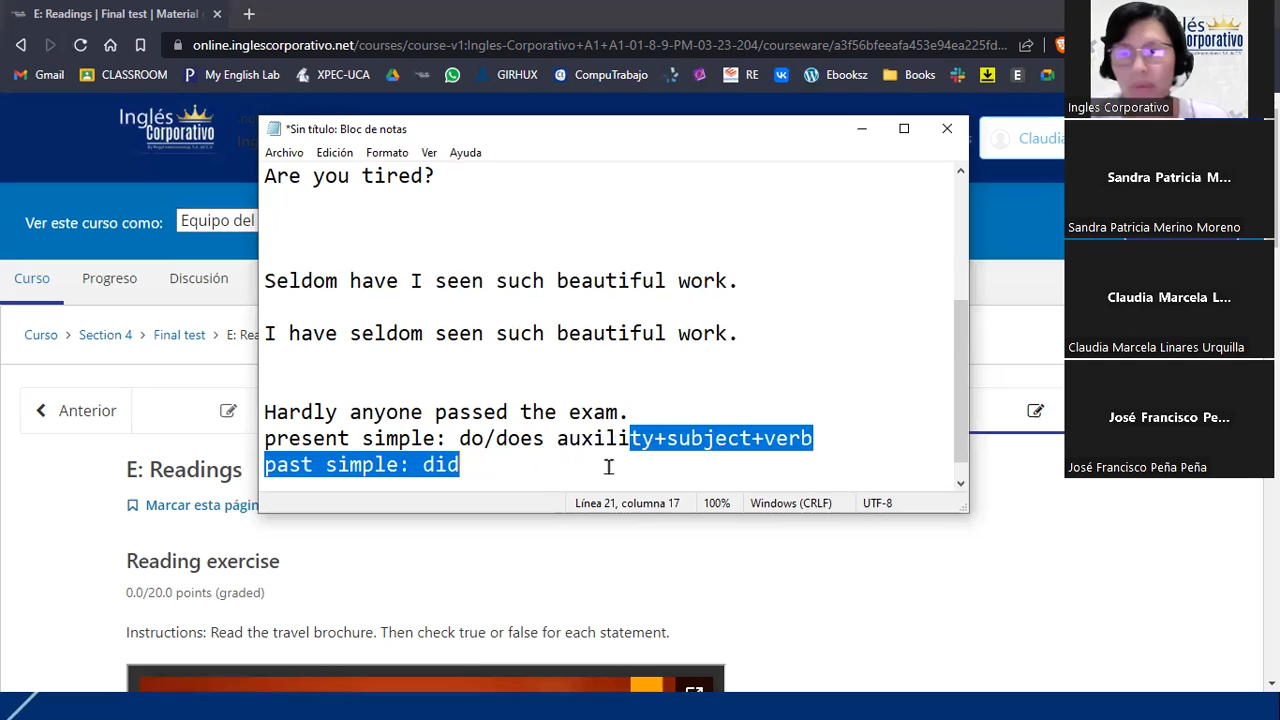 E: Readings | Final test | Material
online.inglescorporativo.net/courses/course-v1:Ingles-Corporativo+A1+A1-01-8-9-PM-03-23-204/courseware/a3f56bfeeafa453e94ea225fd...
Gmail
CLASSROOM
My English Lab
XPEC-UCA
GIRHUX
CompuTrabajo
RE
Ebooksz
Books
Inglés
Corporativo
Claudia
Ver este curso como:
Equipo del
Curso
Progreso
Discusión
Curso
Section 4
Final test
E: Rea
Anterior
*Sin título: Bloc de notas
Archivo
Edición
Formato
Ver
Ayuda
Are you tired?
Seldom have I seen such beautiful work.
I have seldom seen such beautiful work.
Hardly anyone passed the exam.
present simple: do/does auxility+subject+verb
past simple: did
Línea 21, columna 17
100%
Windows (CRLF)
UTF-8
E: Readings
Marcar esta págin
Reading exercise
0.0/20.0 points (graded)
Instructions: Read the travel brochure. Then check true or false for each statement.
Inglés
Corporativo
Ingles Corporativo
Sandra Patricia M...
Sandra Patricia Merino Moreno
Claudia Marcela L...
Claudia Marcela Linares Urquilla
José Francisco Pe...
José Francisco Peña Peña